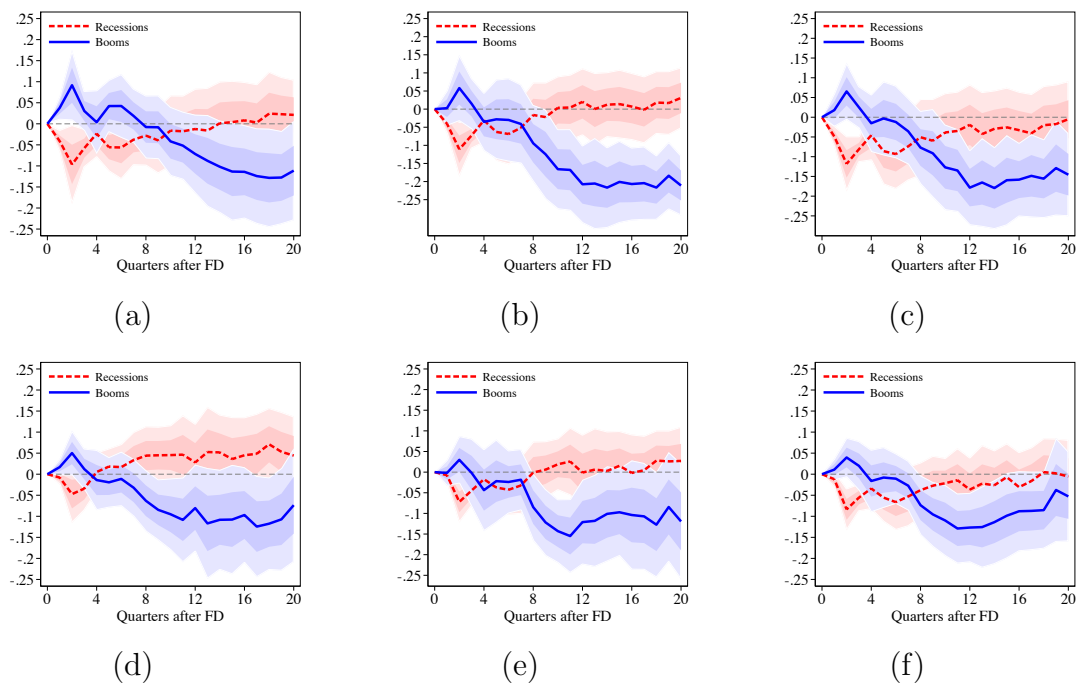 .25
.2
.15
.1
.05
0
-.05
-.1
-.15
-.2
-.25
Recessions
Booms
0 4 8 12 16 20
Quarters after FD
(a)
.25
.2
.15
.1
.05
0
-.05
-.1
-.15
-.2
-.25
Recessions
Booms
0 4 8 12 16 20
Quarters after FD
(b)
.25
.2
.15
.1
.05
0
-.05
-.1
-.15
-.2
-.25
Recessions
Booms
0 4 8 12 16 20
Quarters after FD
(c)
.25
.2
.15
.1
.05
0
-.05
-.1
-.15
-.2
-.25
Recessions
Booms
0 4 8 12 16 20
Quarters after FD
(d)
.25
.2
.15
.1
.05
0
-.05
-.1
-.15
-.2
-.25
Recessions
Booms
0 4 8 12 16 20
Quarters after FD
(e)
.25
.2
.15
.1
.05
0
-.05
-.1
-.15
-.2
-.25
Recessions
Booms
0 4 8 12 16 20
Quarters after FD
(f)